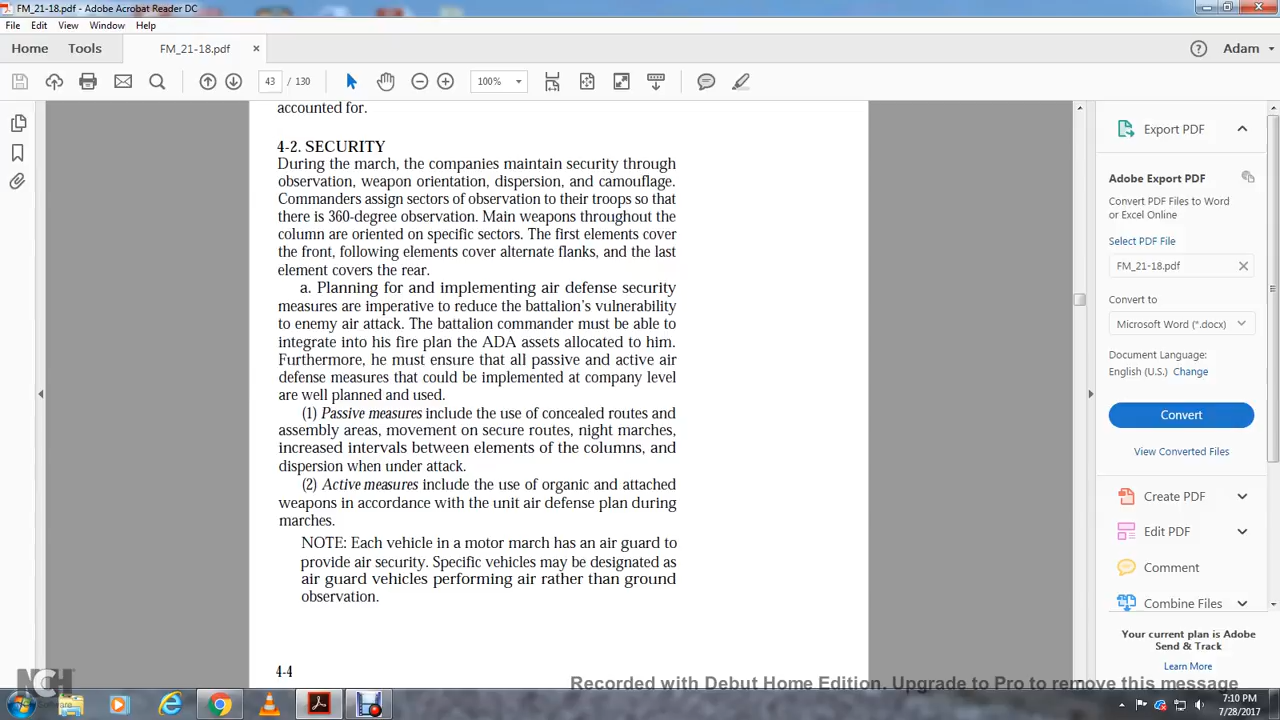 FM_21-18.pdf - Adobe Acrobat Reader DC
File Edit View Window Help
Home Tools FM_21-18.pdf × Adam
43 / 130 100%
accounted for.
4-2. SECURITY
During the march, the companies maintain security through
observation, weapon orientation, dispersion, and camouflage.
Commanders assign sectors of observation to their troops so that
there is 360-degree observation. Main weapons throughout the
column are oriented on specific sectors. The first elements cover
the front, following elements cover alternate flanks, and the last
element covers the rear.
a. Planning for and implementing air defense security
measures are imperative to reduce the battalion's vulnerability
to enemy air attack. The battalion commander must be able to
integrate into his fire plan the ADA assets allocated to him.
Furthermore, he must ensure that all passive and active air
defense measures that could be implemented at company level
are well planned and used.
(1) Passive measures include the use of concealed routes and
assembly areas, movement on secure routes, night marches,
increased intervals between elements of the columns, and
dispersion when under attack.
(2) Active measures include the use of organic and attached
weapons in accordance with the unit air defense plan during
marches.
NOTE: Each vehicle in a motor march has an air guard to
provide air security. Specific vehicles may be designated as
air guard vehicles performing air rather than ground
observation.
4-4
Export PDF
Adobe Export PDF
Convert PDF Files to Word
or Excel Online
Select PDF File
FM_21-18.pdf
Convert to
Microsoft Word (*.docx)
Document Language:
English (U.S.) Change
Convert
View Converted Files
Create PDF
Edit PDF
Comment
Combine Files
Your current plan is Adobe
Send & Track
Learn More
NCH
Software
Recorded with Debut Home Edition. Upgrade to Pro to remove this message
7:10 PM
7/28/2017